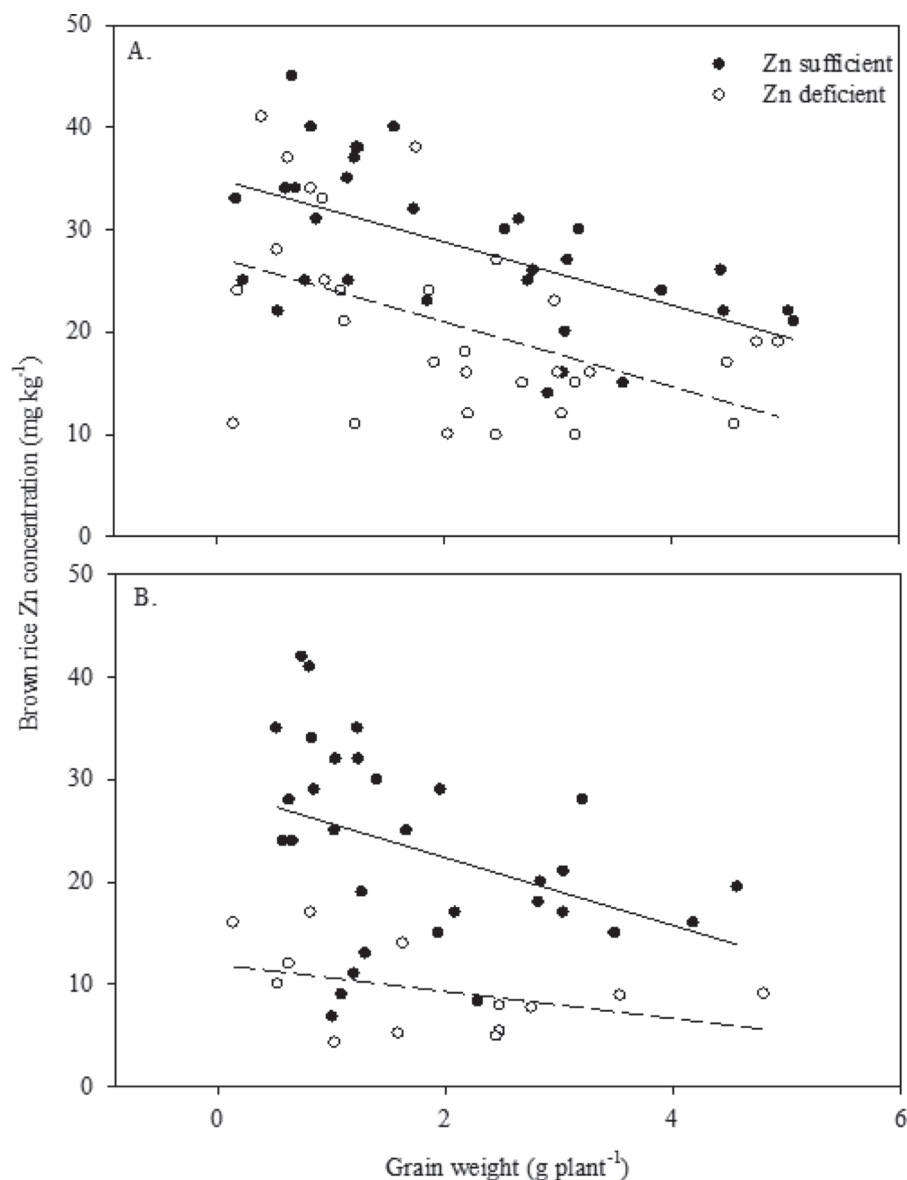 50
A.
Zn sufficient
Zn deficient
40
30
20
10
0
50
B.
40
30
20
10
0
0 2 4 6
Brown rice Zn concentration (mg kg⁻¹)
Grain weight (g plant⁻¹)